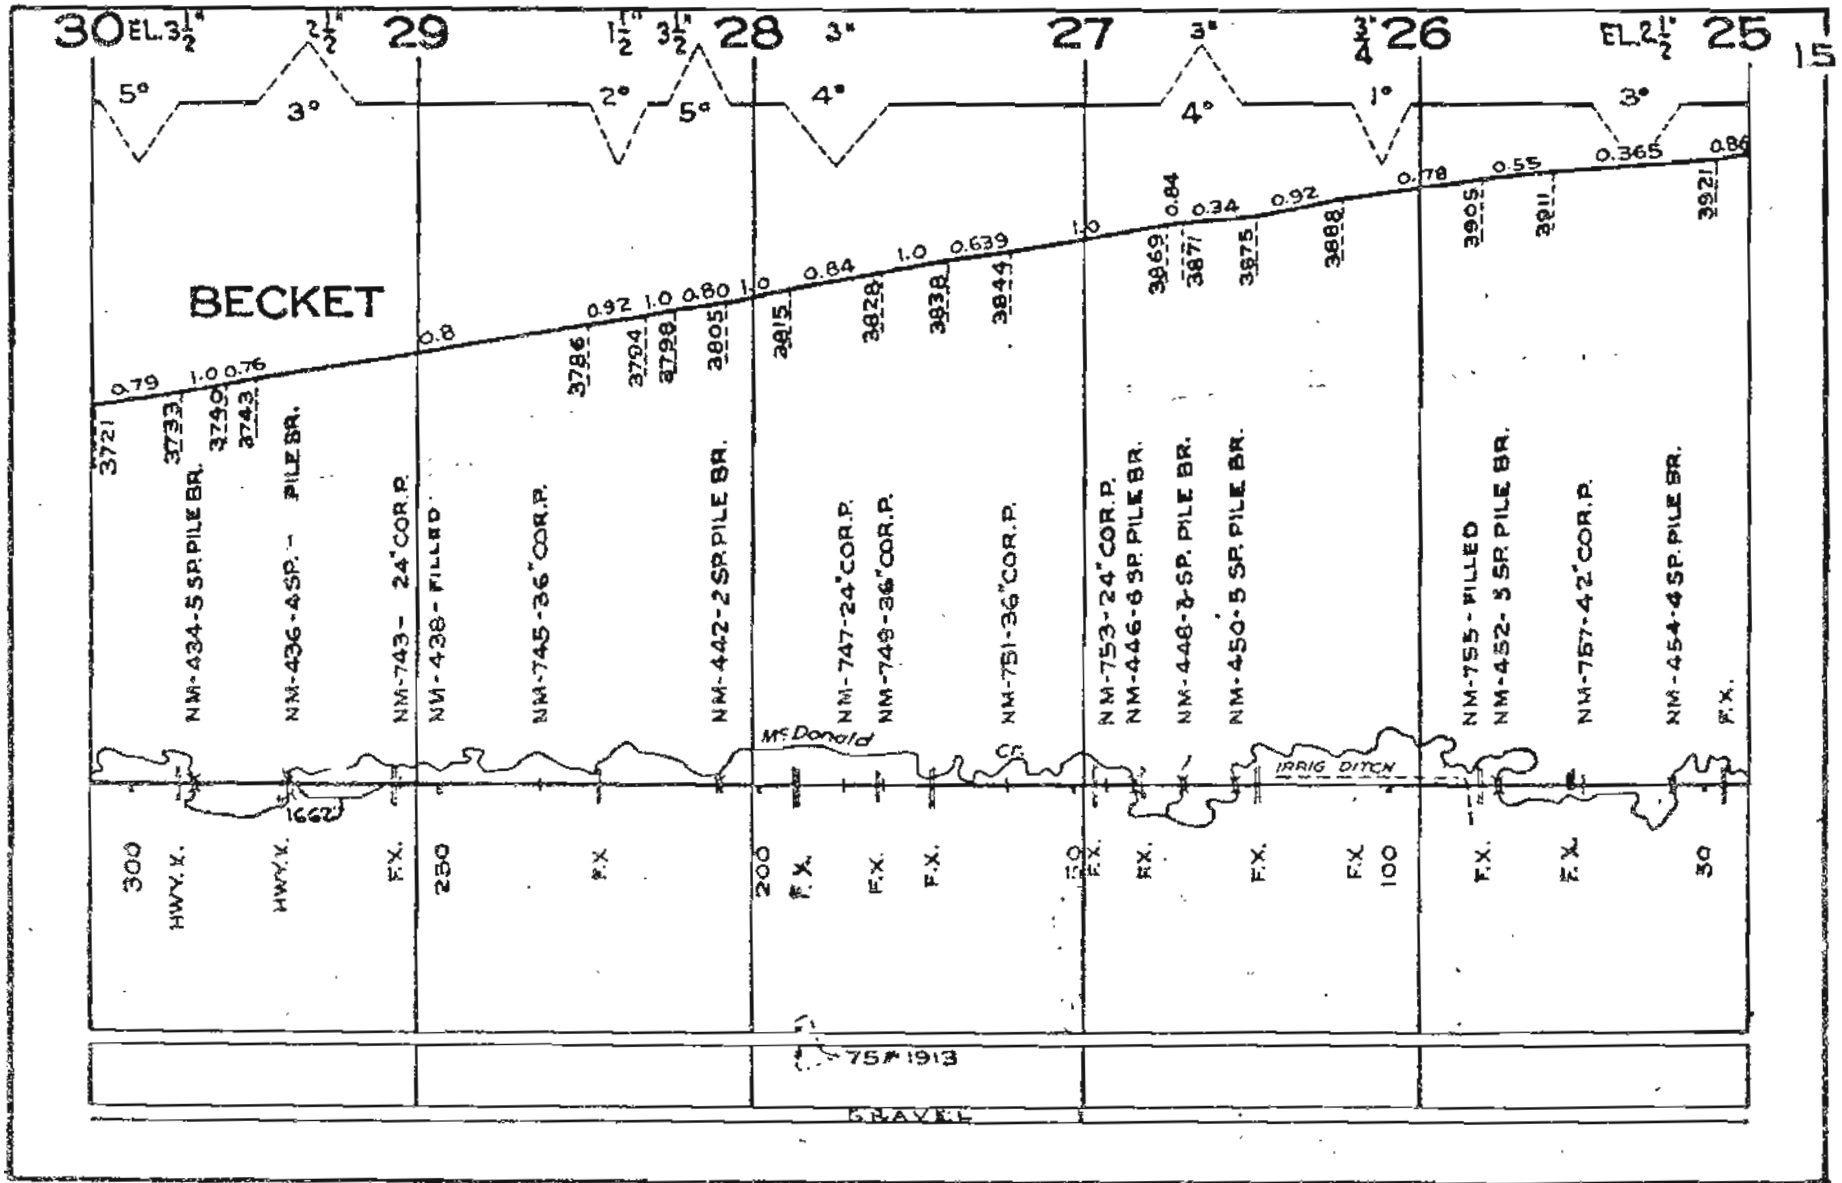 30 EL. 3½" 2½" 29 1½" 3½" 28 3" 27 3" 26 EL. 2½" 25
15
5° 3° 2° 5° 4° 4° 1° 3°
0.79 1.0 0.76 0.8 0.92 1.0 0.80 1.0 0.84 1.0 0.639 1.0 0.84 0.34 0.92 0.78 0.55 0.365 0.86
BECKET
3721
3733
3740
3743
3786
3794
3798
3805
3815
3828
3838
3844
3869
3871
3875
3888
3905
3911
3921
NM-434-5 SP. PILE BR.
NM-436-4 SP.- PILE BR.
NM-743- 24" COR.P.
NM-438-FILLED
NM-745-36" COR.P.
NM-442-2 SP. PILE BR.
NM-747-24" COR.P.
NM-749-36" COR.P.
NM-751-36" COR.P.
NM-753-24" COR.P.
NM-446-6 SP. PILE BR.
NM-448-3-SP. PILE BR.
NM-450-5 SP. PILE BR.
NM-755-FILLED
NM-452-5 SP. PILE BR.
NM-757-42" COR.P.
NM-454-4 SP. PILE BR.
F.X.
McDonald Cr.
IRRIG DITCH
1662'
300
HWY.X.
HWY.X.
F.X.
250
F.X
200
F.X.
F.X.
F.X.
F.X.
F.X.
F.X.
F.X
100
F.X.
F.X.
50
75# 1913
GRAVEL